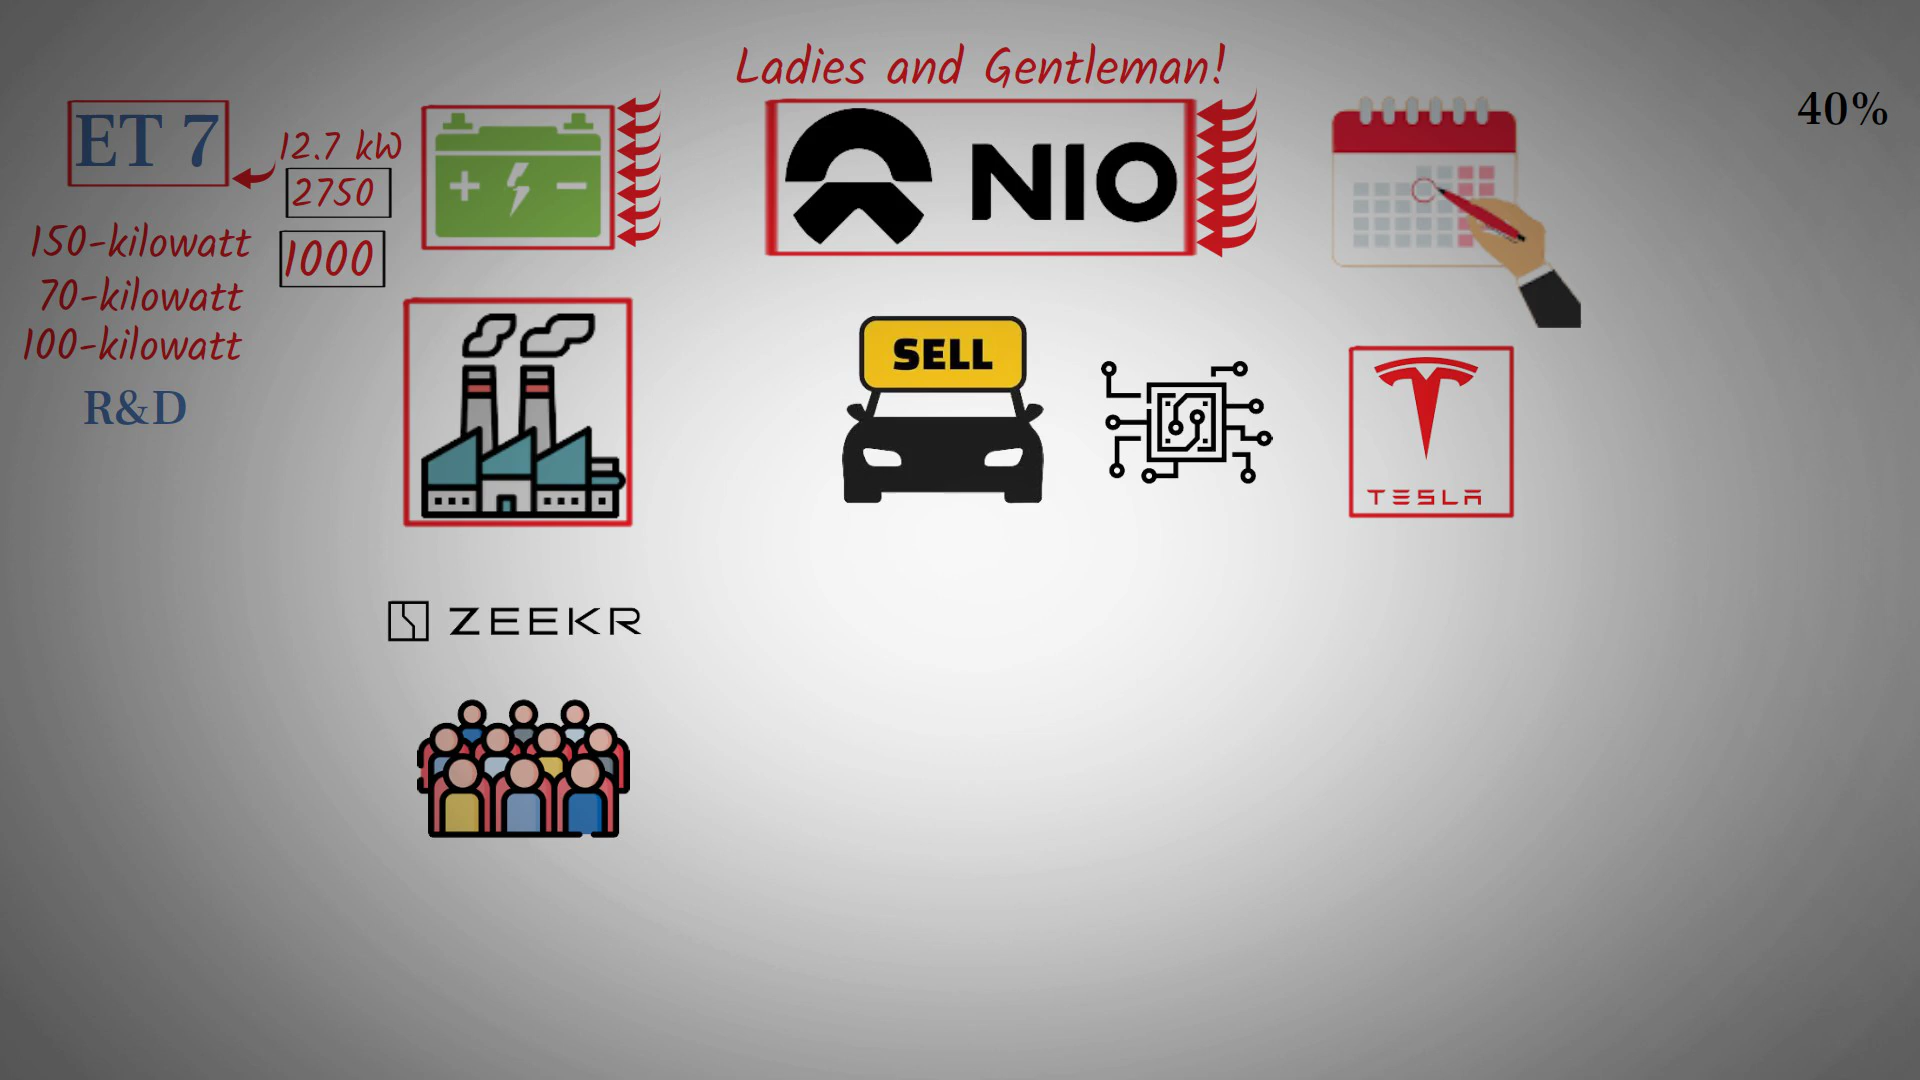 Ladies and Gentleman!
ET 7
12.7 kW
2750
1000
150-kilowatt
70-kilowatt
100-kilowatt
R&D
NIO
40%
SELL
TESLA
ZEEKR